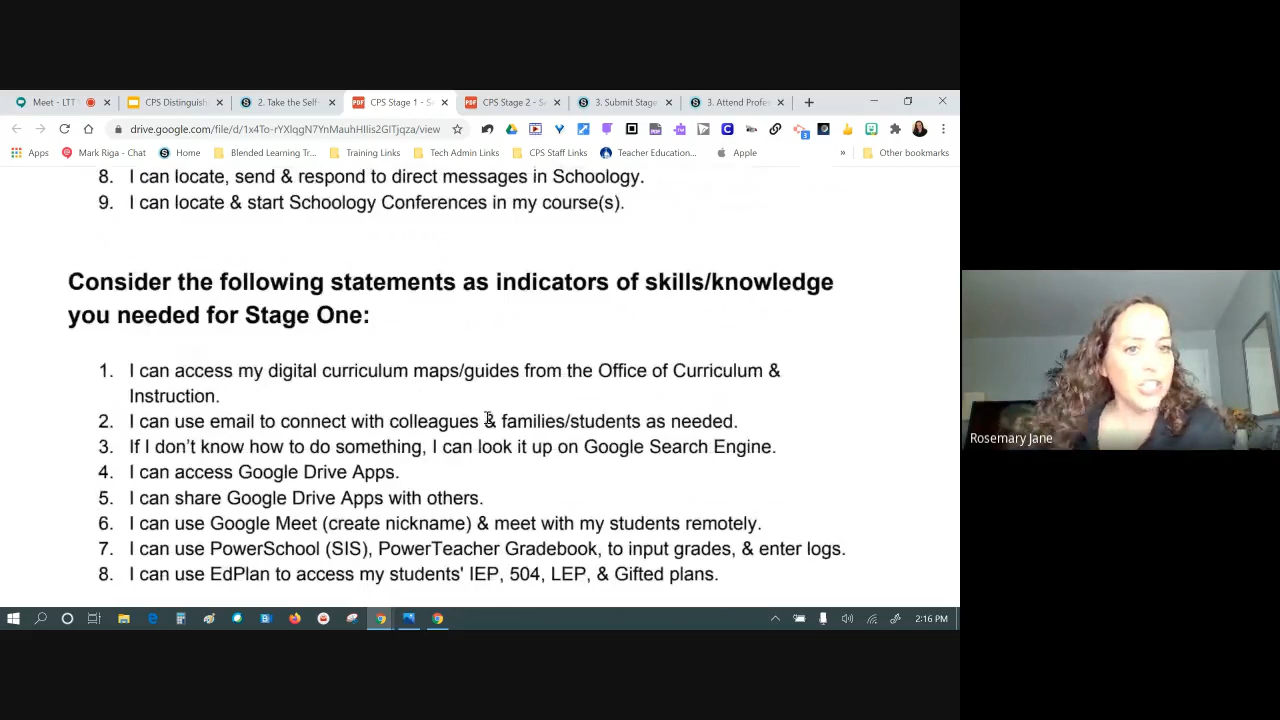 Meet - LTT
CPS Distinguish
2. Take the Self-
CPS Stage 1 - S
CPS Stage 2 - S
3. Submit Stage
3. Attend Profes
drive.google.com/file/d/1x4To-rYXlqgN7YnMauhHIlis2GlTjqza/view
Apps
Mark Riga - Chat
Home
Blended Learning Tr...
Training Links
Tech Admin Links
CPS Staff Links
Teacher Education...
Apple
»
Other bookmarks
8. I can locate, send & respond to direct messages in Schoology.
9. I can locate & start Schoology Conferences in my course(s).
Consider the following statements as indicators of skills/knowledge
you needed for Stage One:
1. I can access my digital curriculum maps/guides from the Office of Curriculum &
Instruction.
2. I can use email to connect with colleagues & families/students as needed.
3. If I don’t know how to do something, I can look it up on Google Search Engine.
4. I can access Google Drive Apps.
5. I can share Google Drive Apps with others.
6. I can use Google Meet (create nickname) & meet with my students remotely.
7. I can use PowerSchool (SIS), PowerTeacher Gradebook, to input grades, & enter logs.
8. I can use EdPlan to access my students' IEP, 504, LEP, & Gifted plans.
Rosemary Jane
2:16 PM